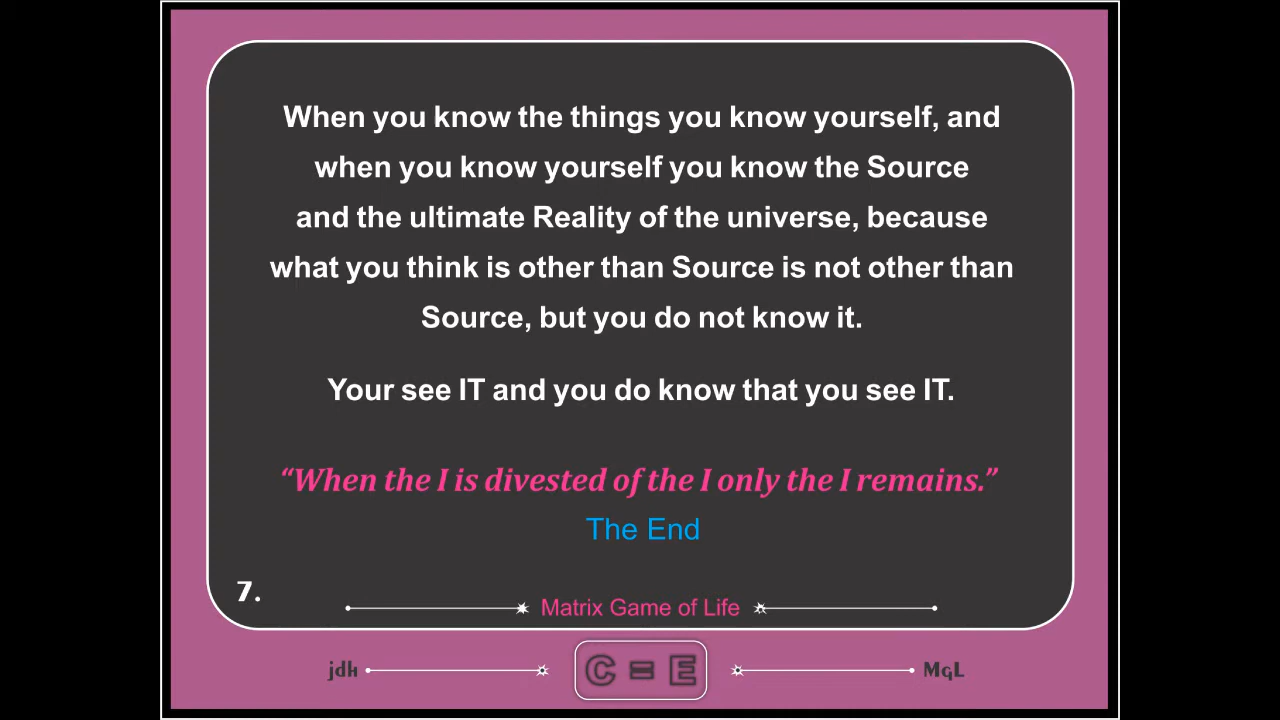 When you know the things you know yourself, and
when you know yourself you know the Source
and the ultimate Reality of the universe, because
what you think is other than Source is not other than
Source, but you do not know it.
Your see IT and you do know that you see IT.
“When the I is divested of the I only the I remains.”
The End
7.
Matrix Game of Life
jdh
C = E
MgL